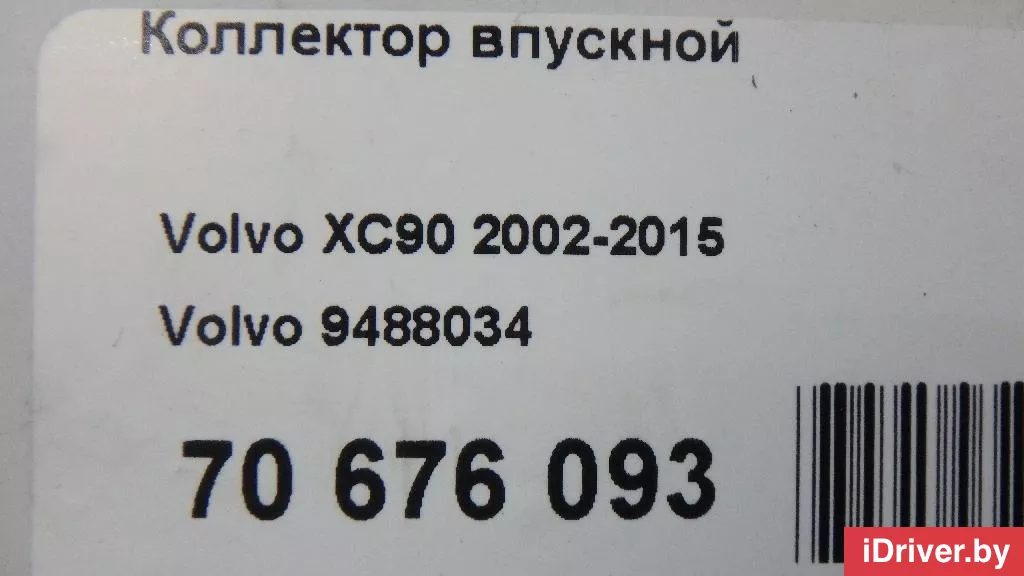 Коллектор впускной
Volvo XC90 2002-2015
Volvo 9488034
70 676 093
iDriver.by